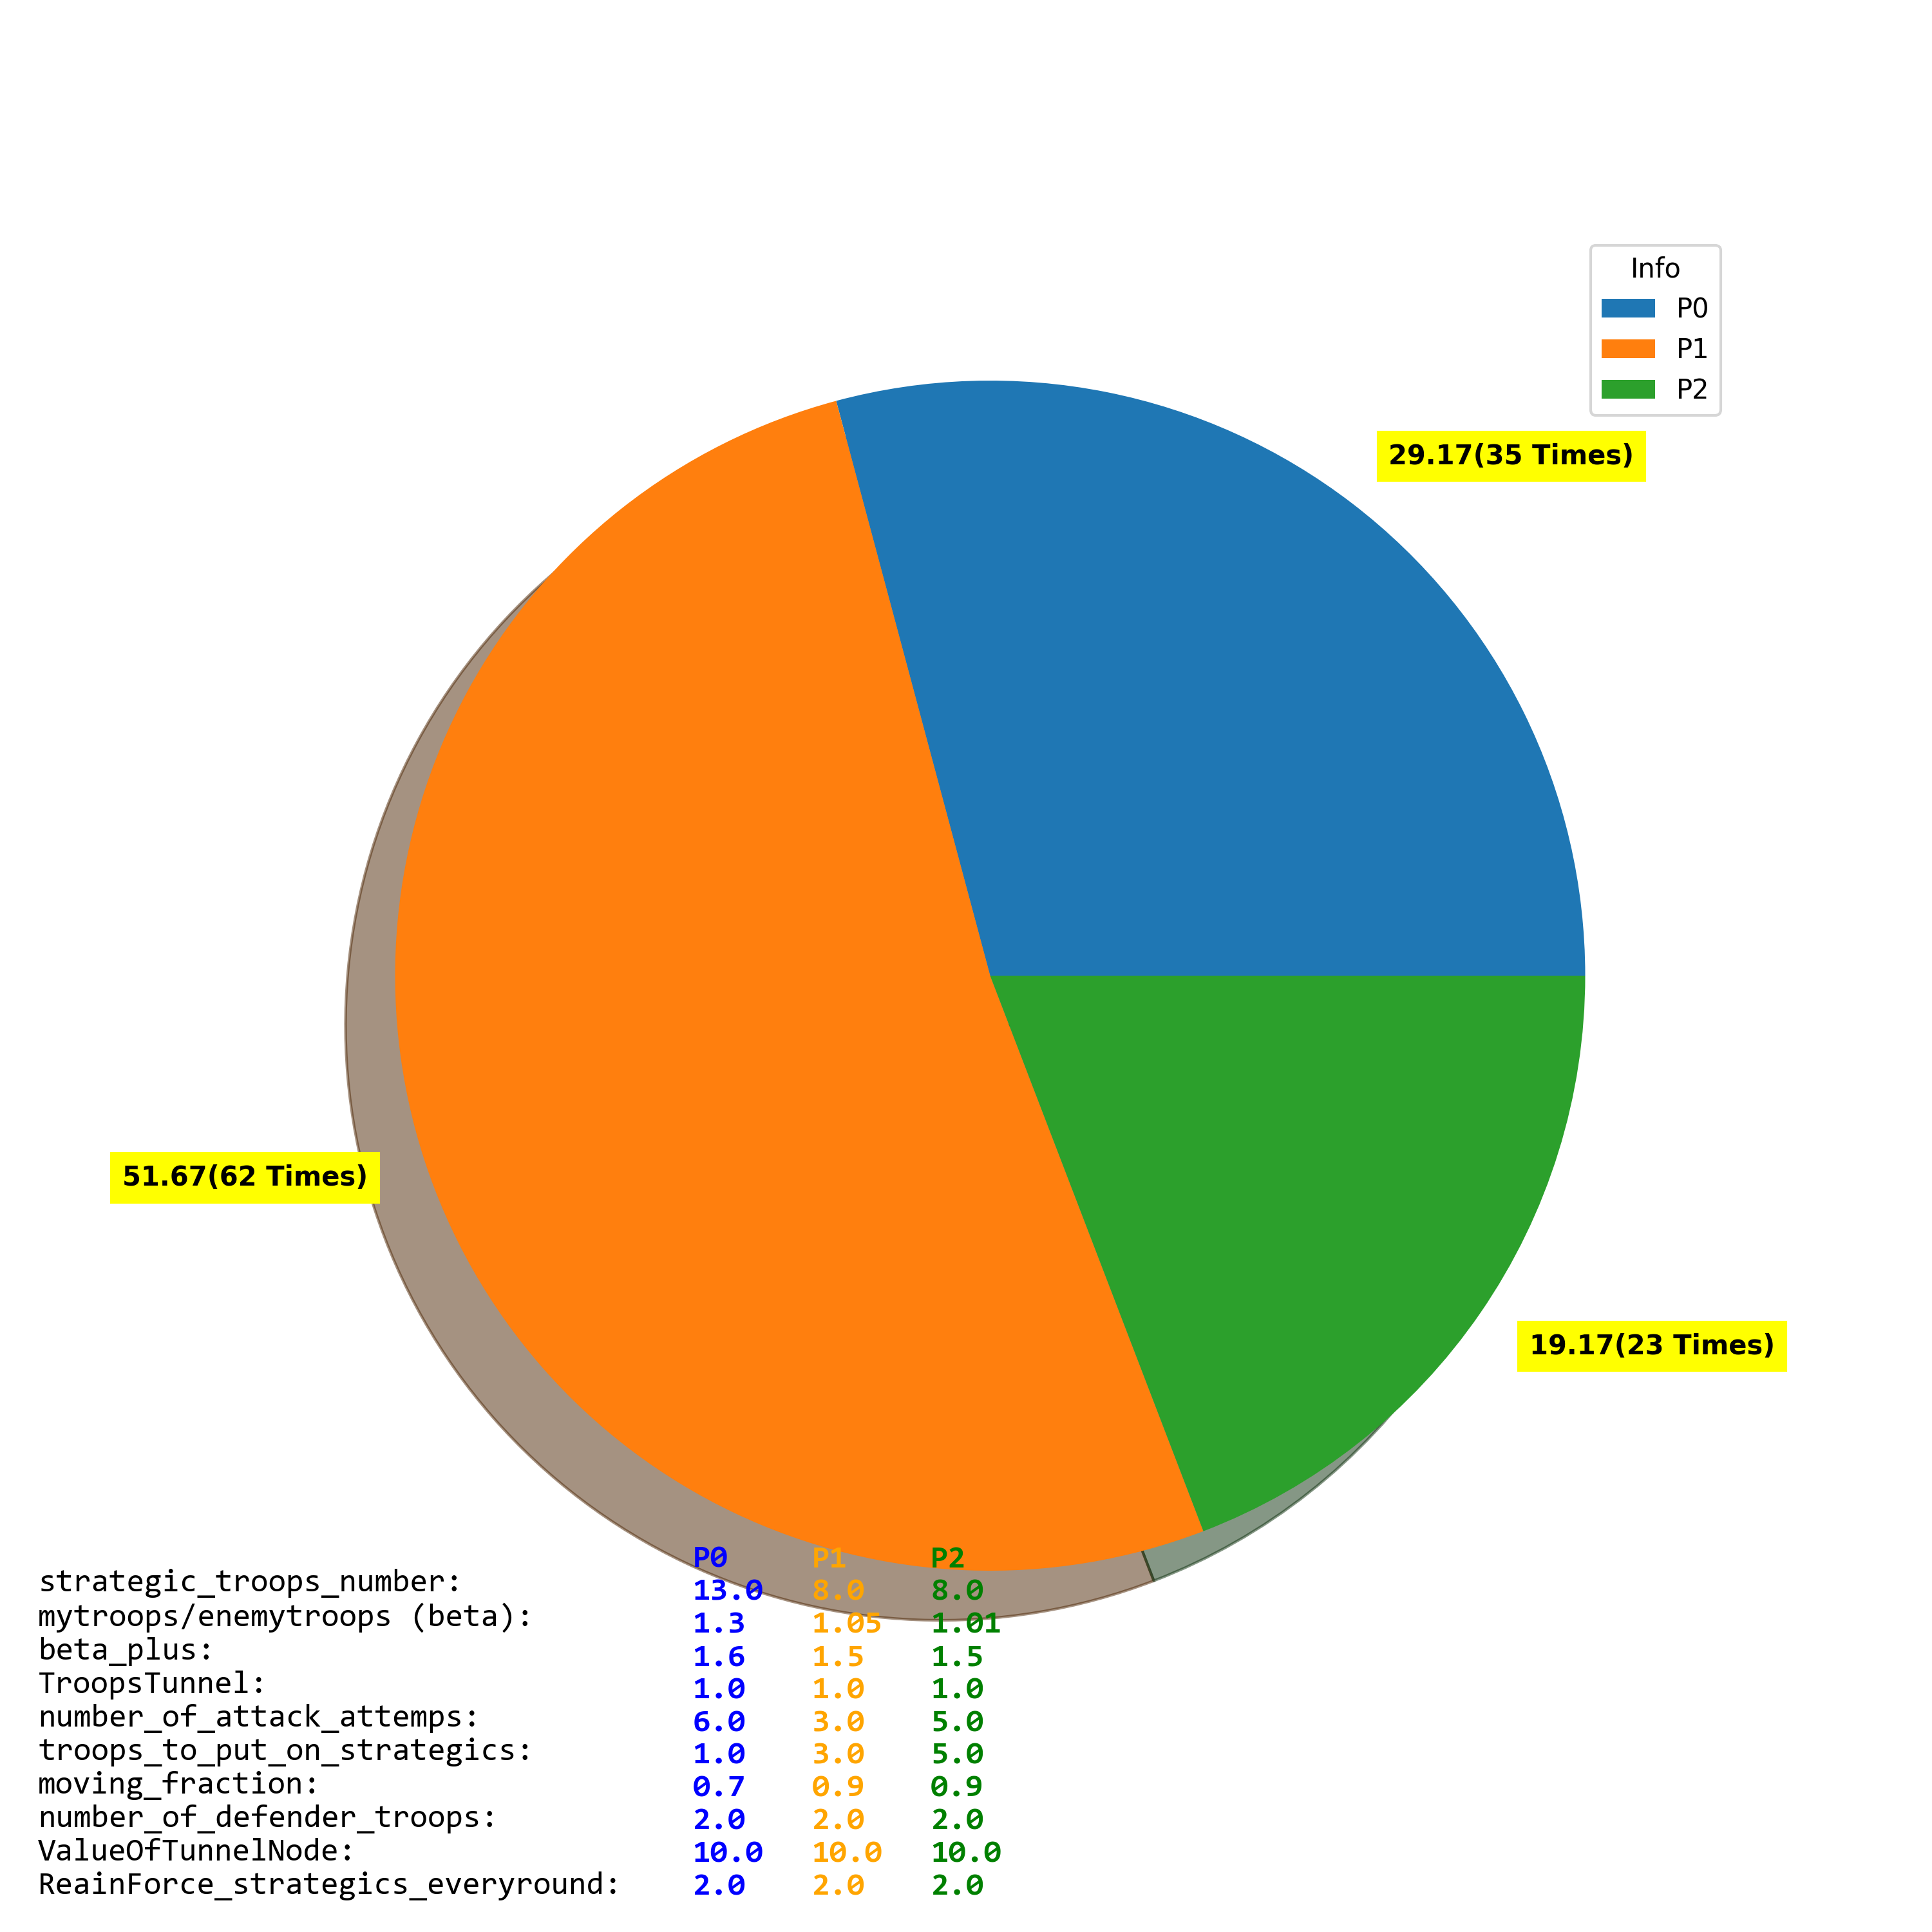 Info
P0
P1
P2
29.17(35 Times)
51.67(62 Times)
19.17(23 Times)
P0 P1 P2
strategic_troops_number: 13.0 8.0 8.0
mytroops/enemytroops (beta): 1.3 1.05 1.01
beta_plus: 1.6 1.5 1.5
TroopsTunnel: 1.0 1.0 1.0
number_of_attack_attemps: 6.0 3.0 5.0
troops_to_put_on_strategics: 1.0 3.0 5.0
moving_fraction: 0.7 0.9 0.9
number_of_defender_troops: 2.0 2.0 2.0
ValueOfTunnelNode: 10.0 10.0 10.0
ReainForce_strategics_everyround: 2.0 2.0 2.0